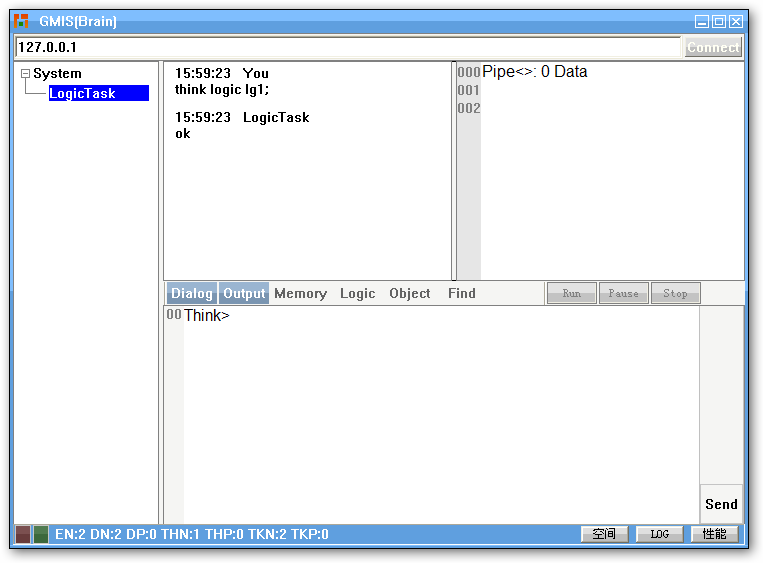 GMIS(Brain)
127.0.0.1
Connect
System
LogicTask
15:59:23 You
think logic lg1;
15:59:23 LogicTask
ok
000 Pipe<>: 0 Data
001
002
Dialog Output Memory Logic Object Find Run Pause Stop
00 Think>
Send
EN:2 DN:2 DP:0 THN:1 THP:0 TKN:2 TKP:0 空间 LOG 性能